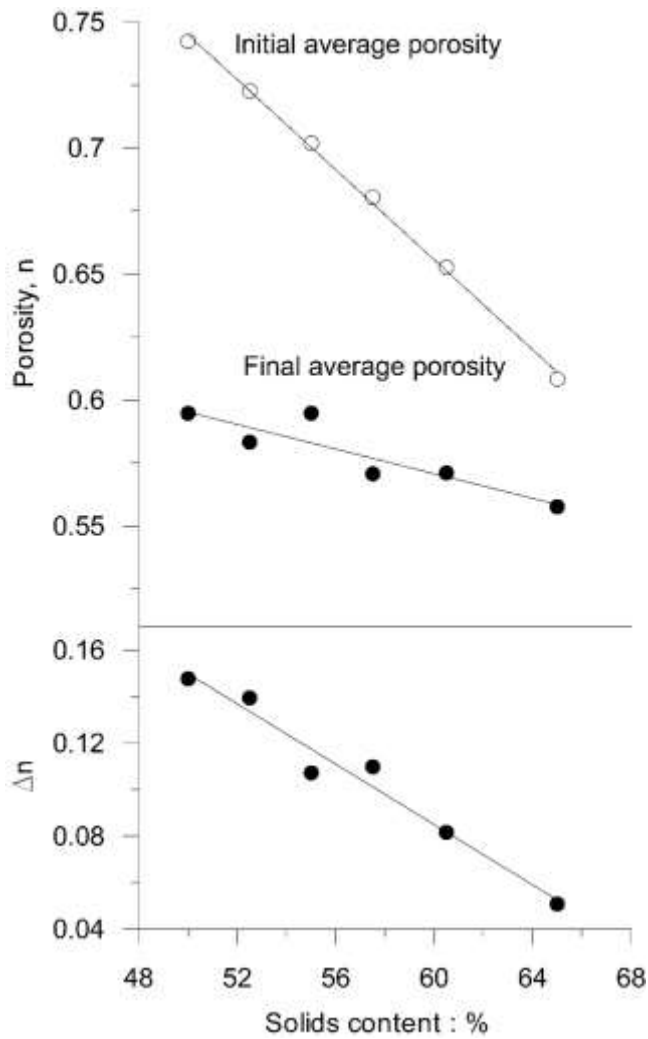 0.75
Initial average porosity
0.7
0.65
Porosity, n
Final average porosity
0.6
0.55
0.16
0.12
Δn
0.08
0.04
48 52 56 60 64 68
Solids content : %